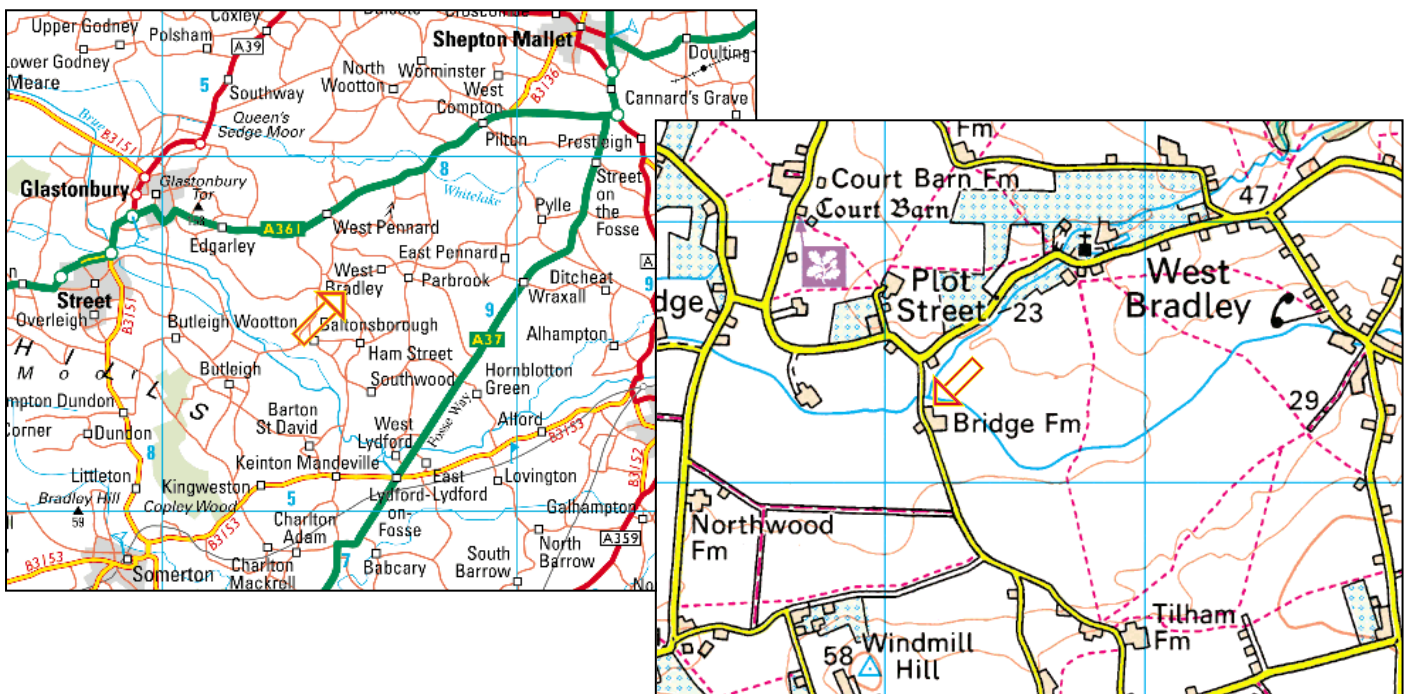 Coxley
Upper Godney
Polsham
A39
Shepton Mallet
Lower Godney
Meare
5
Southway
North
Wootton
Worminster
West
Compton
B3136
Doulting
Cannard's Grave
Queen's
Sedge Moor
Brue
B3151
Pilton
Prestleigh
8
Whitelake
Glastonbury
Glastonbury
Tor
Street
on
the
Fosse
Edgarley
A361
West Pennard
Pylle
East Pennard
West
Bradley
Parbrook
Ditcheat
Wraxall
9
9
Street
Overleigh
B3151
Butleigh Wootton
Baltonsborough
Alhampton
A37
Ham Street
Butleigh
Southwood
Hornblotton
Green
Fosse Way
Barton
St David
West
Lydford
Alford
B3153
Dundon
8
Keinton Mandeville
East
Lydford
Lydford-
on-
Fosse
Lovington
B3152
Littleton
Kingweston
5
Bradley Hill
59
Copley Wood
Galhampton
Charlton
Adam
B3153
A359
B3153
Somerton
Charlton
Mackrell
7
Babcary
South
Barrow
North
Barrow
Fm
Court Barn Fm
Court Barn
47
Plot
Street
23
West
Bradley
Bridge Fm
29
Northwood
Fm
Tilham
Fm
Windmill
Hill
58